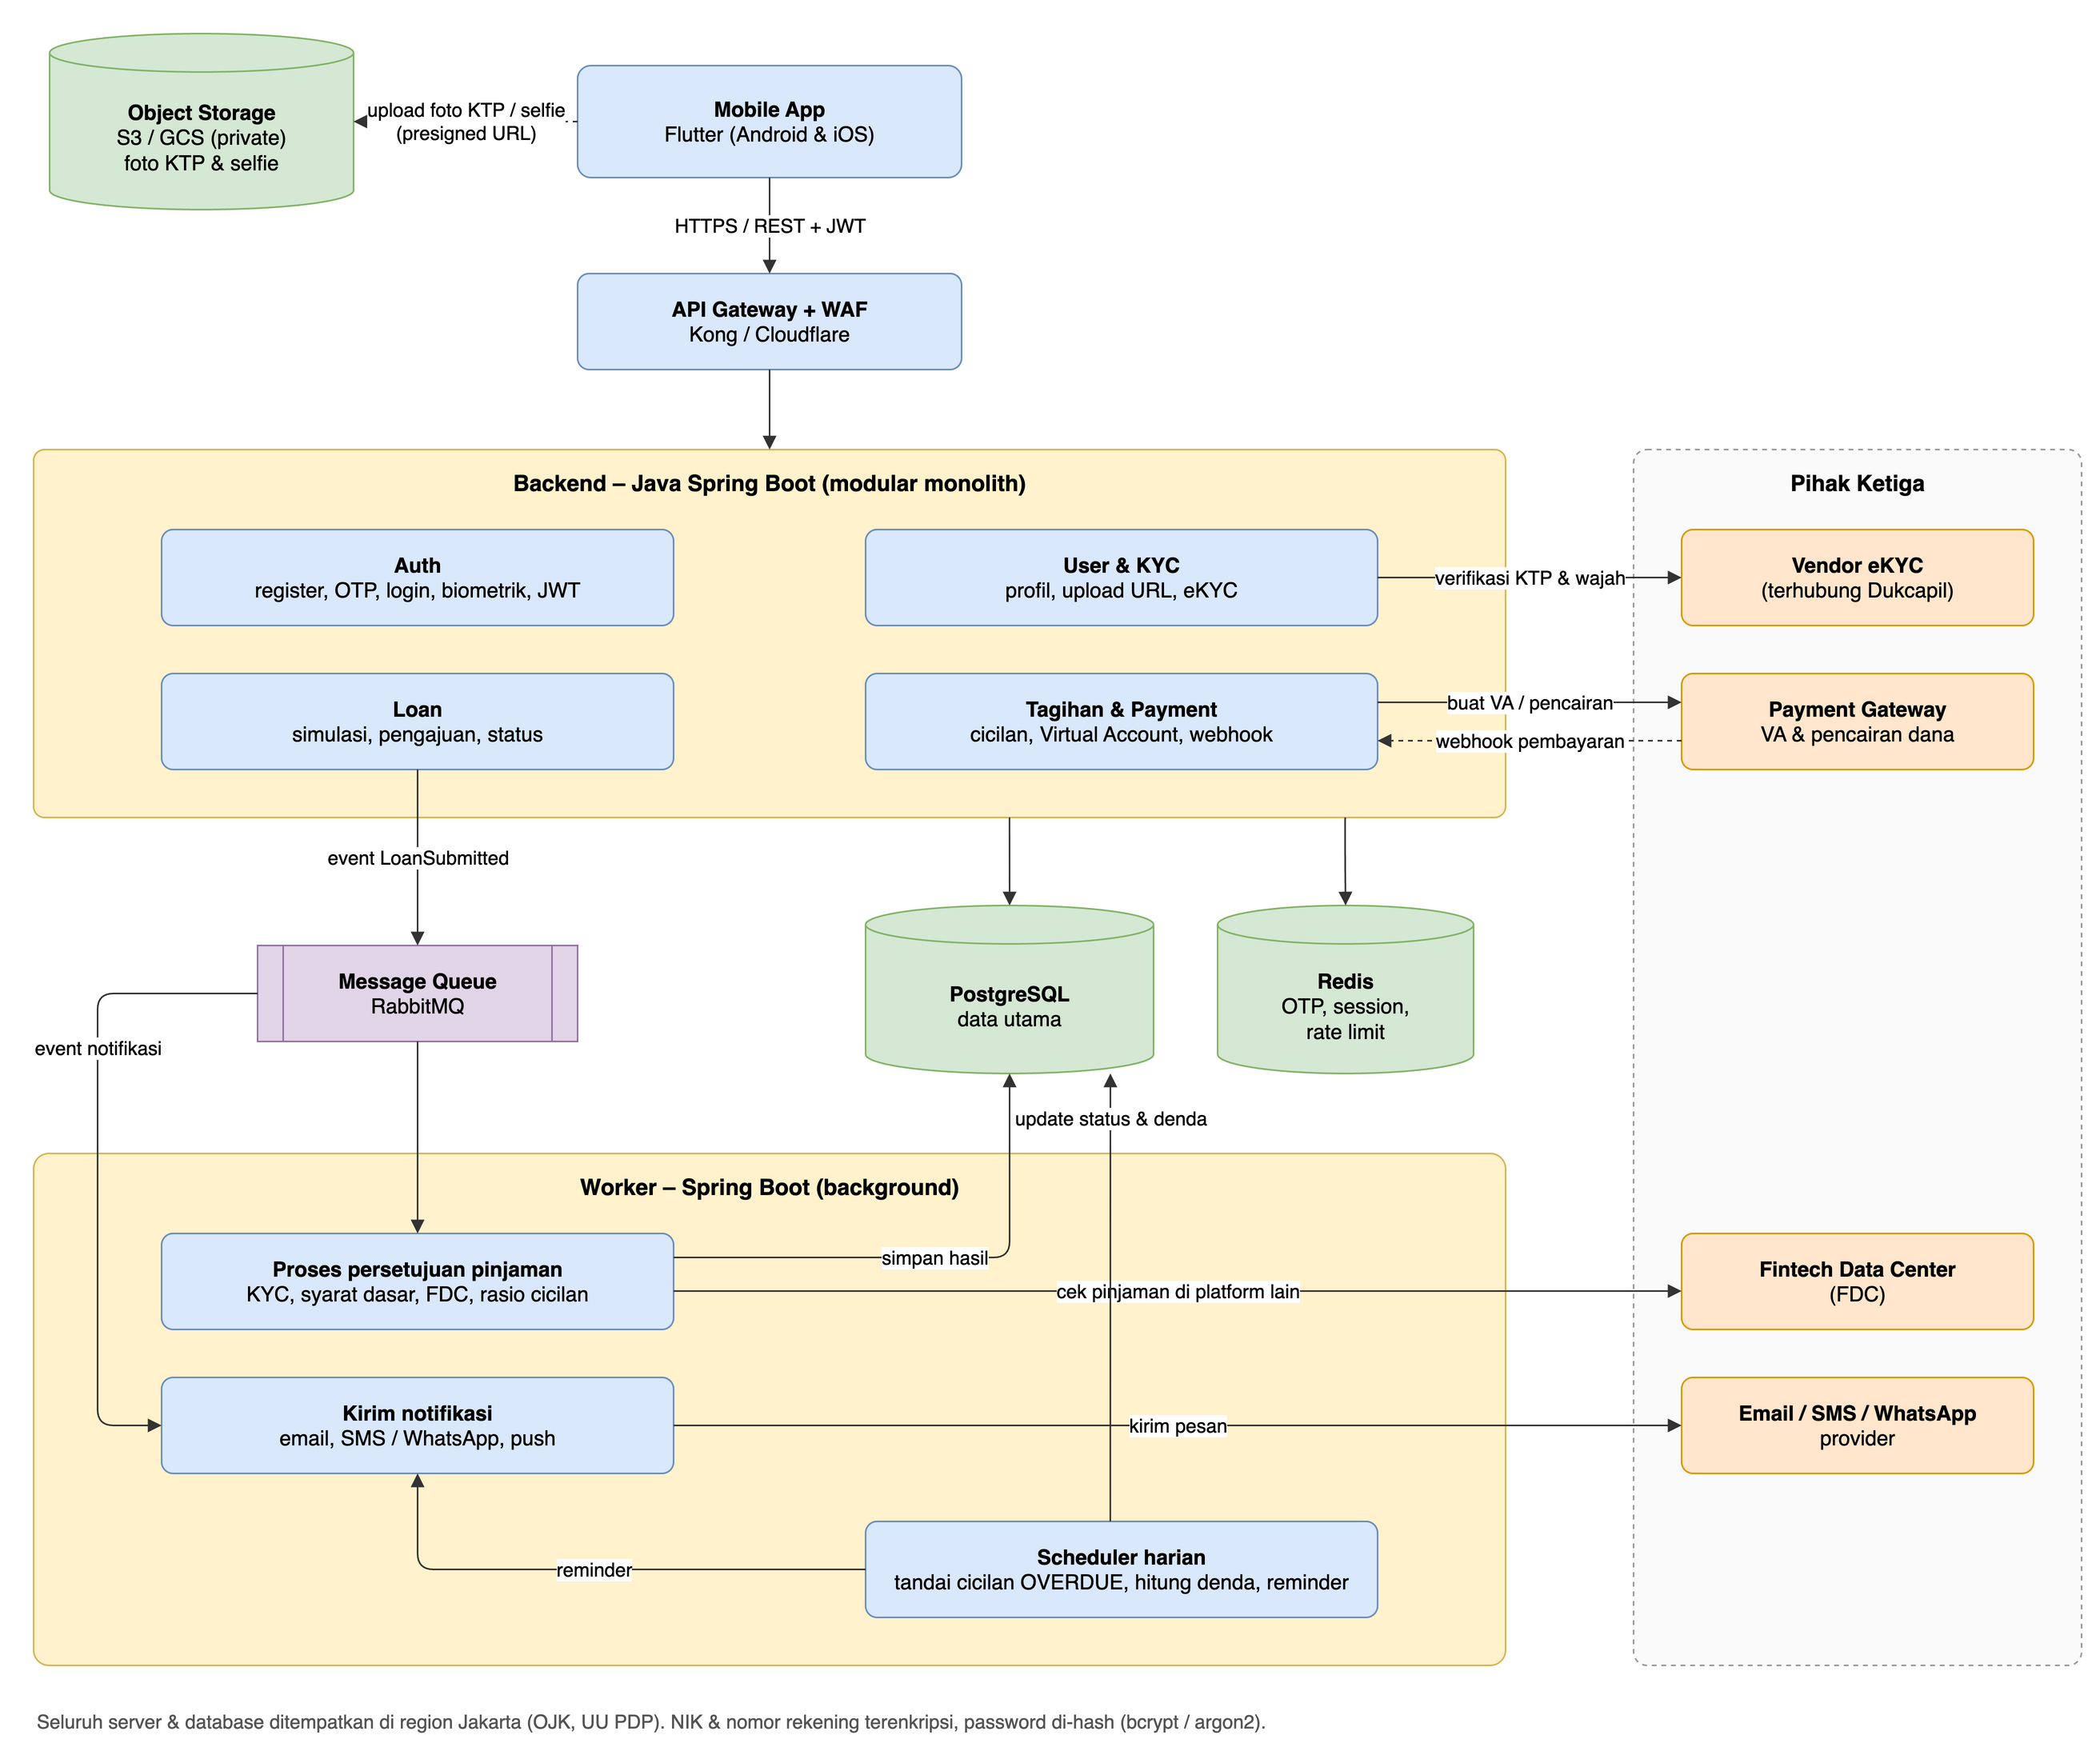 Object Storage
S3 / GCS (private)
foto KTP & selfie
upload foto KTP / selfie
(presigned URL)
Mobile App
Flutter (Android & iOS)
HTTPS / REST + JWT
API Gateway + WAF
Kong / Cloudflare
Backend – Java Spring Boot (modular monolith)
Auth
register, OTP, login, biometrik, JWT
User & KYC
profil, upload URL, eKYC
Loan
simulasi, pengajuan, status
Tagihan & Payment
cicilan, Virtual Account, webhook
verifikasi KTP & wajah
buat VA / pencairan
webhook pembayaran
Pihak Ketiga
Vendor eKYC
(terhubung Dukcapil)
Payment Gateway
VA & pencairan dana
event LoanSubmitted
Message Queue
RabbitMQ
event notifikasi
PostgreSQL
data utama
Redis
OTP, session,
rate limit
update status & denda
Worker – Spring Boot (background)
Proses persetujuan pinjaman
KYC, syarat dasar, FDC, rasio cicilan
simpan hasil
cek pinjaman di platform lain
Fintech Data Center
(FDC)
Kirim notifikasi
email, SMS / WhatsApp, push
kirim pesan
Email / SMS / WhatsApp
provider
reminder
Scheduler harian
tandai cicilan OVERDUE, hitung denda, reminder
Seluruh server & database ditempatkan di region Jakarta (OJK, UU PDP). NIK & nomor rekening terenkripsi, password di-hash (bcrypt / argon2).